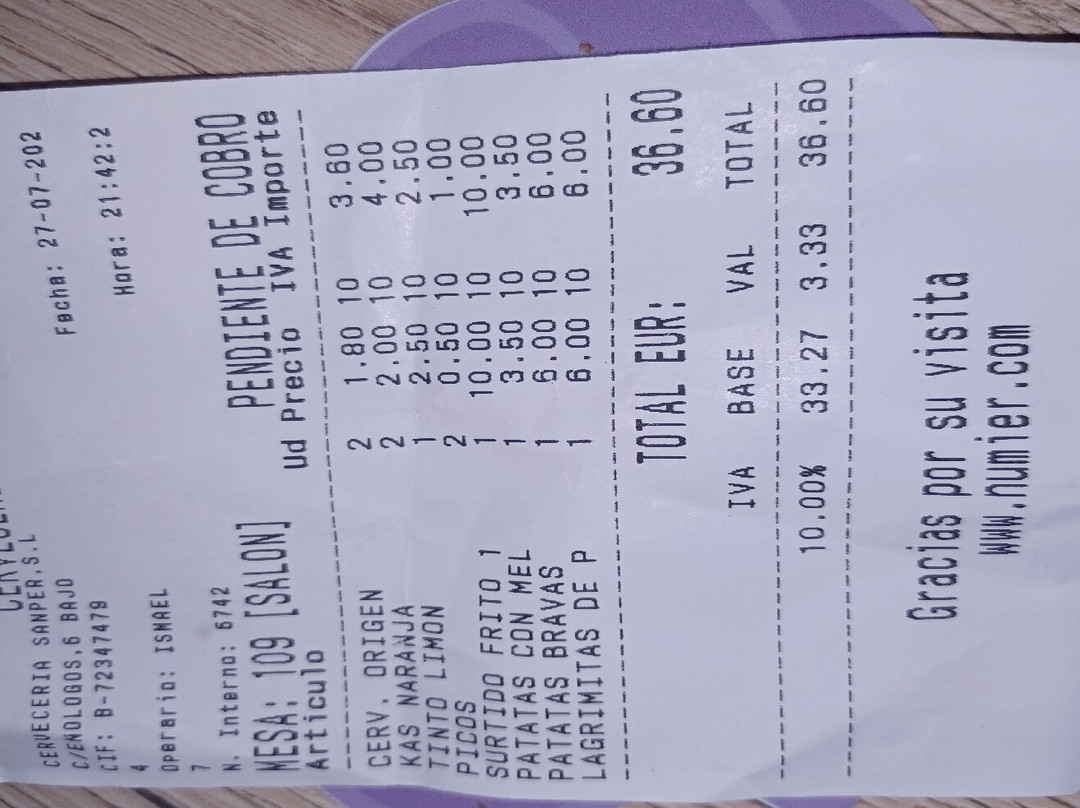 CERVECERIA SANPER,S.L
C/ENOLOGOS,6 BAJO
CIF: B-72347479
4 Fecha: 27-07-202
Operario: ISMAEL
7 Hora: 21:42:2
N. Interno: 6742
MESA: 109 [SALON] PENDIENTE DE COBRO
Articulo Ud Precio IVA Importe
CERV. ORIGEN 2 1.80 10 3.60
KAS NARANJA 2 2.00 10 4.00
TINTO LIMON 1 2.50 10 2.50
PICOS 2 0.50 10 1.00
SURTIDO FRITO 1 1 10.00 10 10.00
PATATAS CON MEL 1 3.50 10 3.50
PATATAS BRAVAS 1 6.00 10 6.00
LAGRIMITAS DE P 1 6.00 10 6.00
TOTAL EUR: 36.60
IVA BASE VAL TOTAL
10.00% 33.27 3.33 36.60
Gracias por su visita
www.numier.com